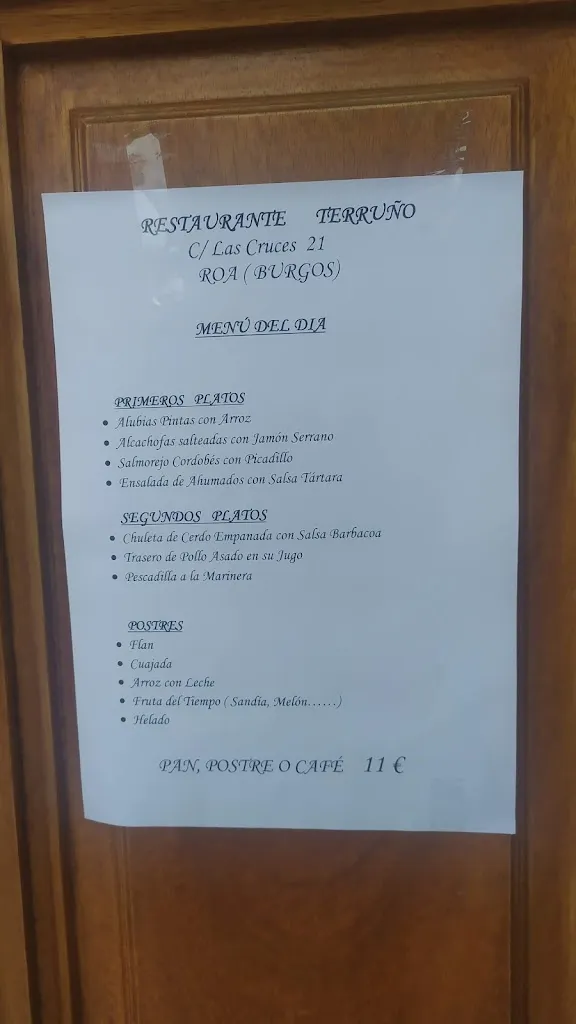 RESTAURANTE TERRUÑO
C/ Las Cruces 21
ROA ( BURGOS)
MENÚ DEL DIA
PRIMEROS PLATOS
• Alubias Pintas con Arroz
• Alcachofas salteadas con Jamón Serrano
• Salmorejo Cordobés con Picadillo
• Ensalada de Ahumados con Salsa Tártara
SEGUNDOS PLATOS
• Chuleta de Cerdo Empanada con Salsa Barbacoa
• Trasero de Pollo Asado en su Jugo
• Pescadilla a la Marinera
POSTRES
• Flan
• Cuajada
• Arroz con Leche
• Fruta del Tiempo ( Sandía, Melón……)
• Helado
PAN, POSTRE O CAFÉ 11 €